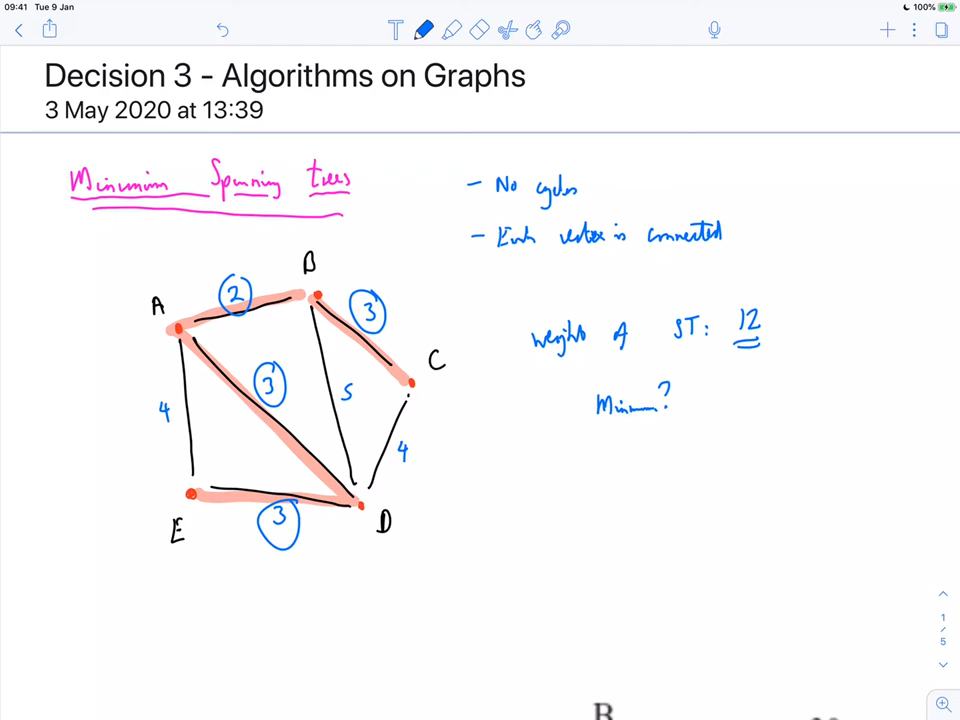 09:41 Tue 9 Jan
100%
Decision 3 - Algorithms on Graphs
3 May 2020 at 13:39
Minimum Spanning trees
- No cycles
- Each vertex is connected
B
A
2
3
weight of ST: 12
C
3
5
Minimum?
4
4
3
E
D
1
/
5
B